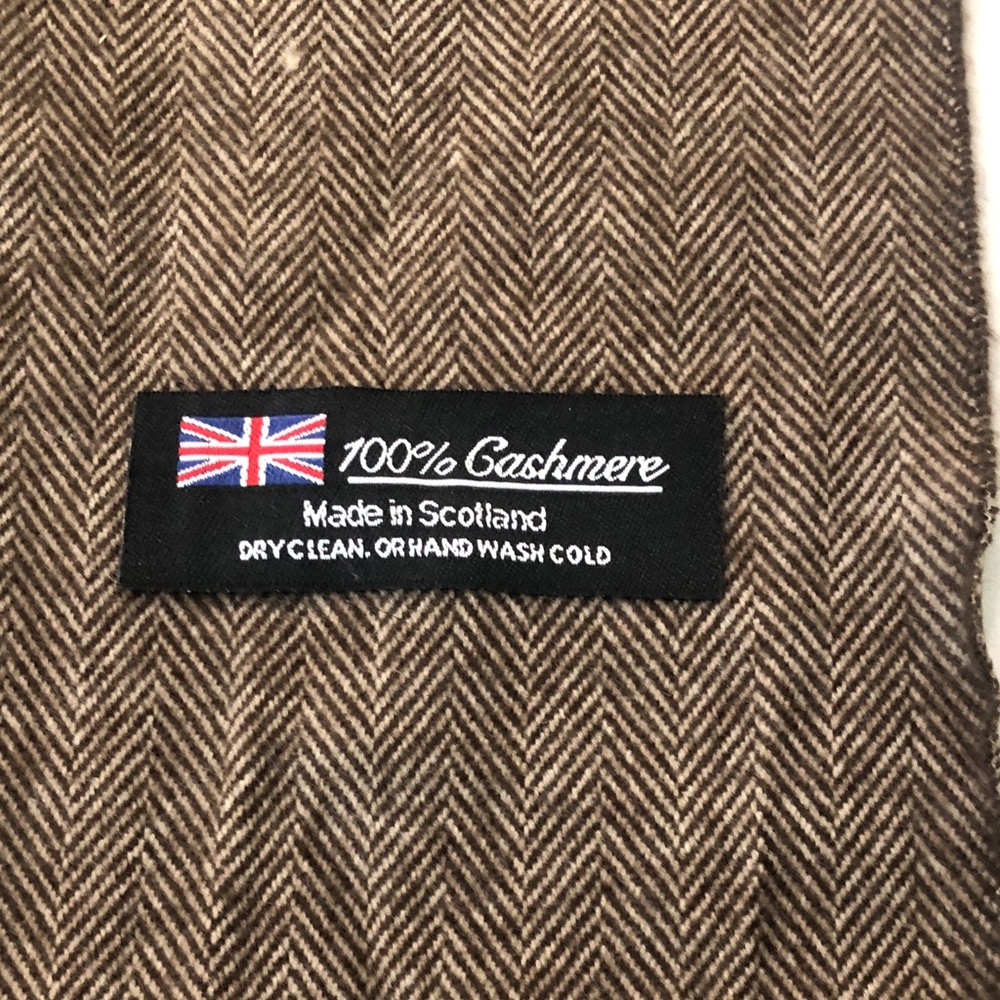 100% Cashmere
Made in Scotland
DRY CLEAN. OR HAND WASH COLD